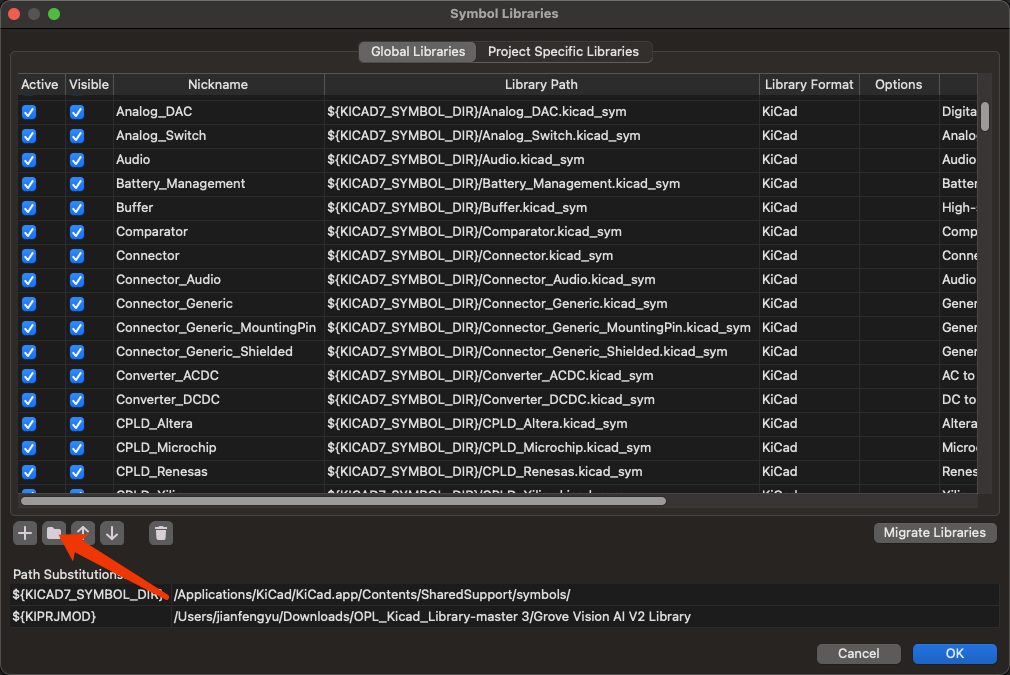 Symbol Libraries
Global Libraries Project Specific Libraries
Active Visible Nickname Library Path Library Format Options
Analog_DAC ${KICAD7_SYMBOL_DIR}/Analog_DAC.kicad_sym KiCad Digita
Analog_Switch ${KICAD7_SYMBOL_DIR}/Analog_Switch.kicad_sym KiCad Analo
Audio ${KICAD7_SYMBOL_DIR}/Audio.kicad_sym KiCad Audio
Battery_Management ${KICAD7_SYMBOL_DIR}/Battery_Management.kicad_sym KiCad Batter
Buffer ${KICAD7_SYMBOL_DIR}/Buffer.kicad_sym KiCad High-
Comparator ${KICAD7_SYMBOL_DIR}/Comparator.kicad_sym KiCad Comp
Connector ${KICAD7_SYMBOL_DIR}/Connector.kicad_sym KiCad Conne
Connector_Audio ${KICAD7_SYMBOL_DIR}/Connector_Audio.kicad_sym KiCad Audio
Connector_Generic ${KICAD7_SYMBOL_DIR}/Connector_Generic.kicad_sym KiCad Gener
Connector_Generic_MountingPin ${KICAD7_SYMBOL_DIR}/Connector_Generic_MountingPin.kicad_sym KiCad Gener
Connector_Generic_Shielded ${KICAD7_SYMBOL_DIR}/Connector_Generic_Shielded.kicad_sym KiCad Gener
Converter_ACDC ${KICAD7_SYMBOL_DIR}/Converter_ACDC.kicad_sym KiCad AC to
Converter_DCDC ${KICAD7_SYMBOL_DIR}/Converter_DCDC.kicad_sym KiCad DC to
CPLD_Altera ${KICAD7_SYMBOL_DIR}/CPLD_Altera.kicad_sym KiCad Altera
CPLD_Microchip ${KICAD7_SYMBOL_DIR}/CPLD_Microchip.kicad_sym KiCad Micro
CPLD_Renesas ${KICAD7_SYMBOL_DIR}/CPLD_Renesas.kicad_sym KiCad Renes
Migrate Libraries
Path Substitutions
${KICAD7_SYMBOL_DIR} /Applications/KiCad/KiCad.app/Contents/SharedSupport/symbols/
${KIPRJMOD} /Users/jianfengyu/Downloads/OPL_Kicad_Library-master 3/Grove Vision AI V2 Library
Cancel OK